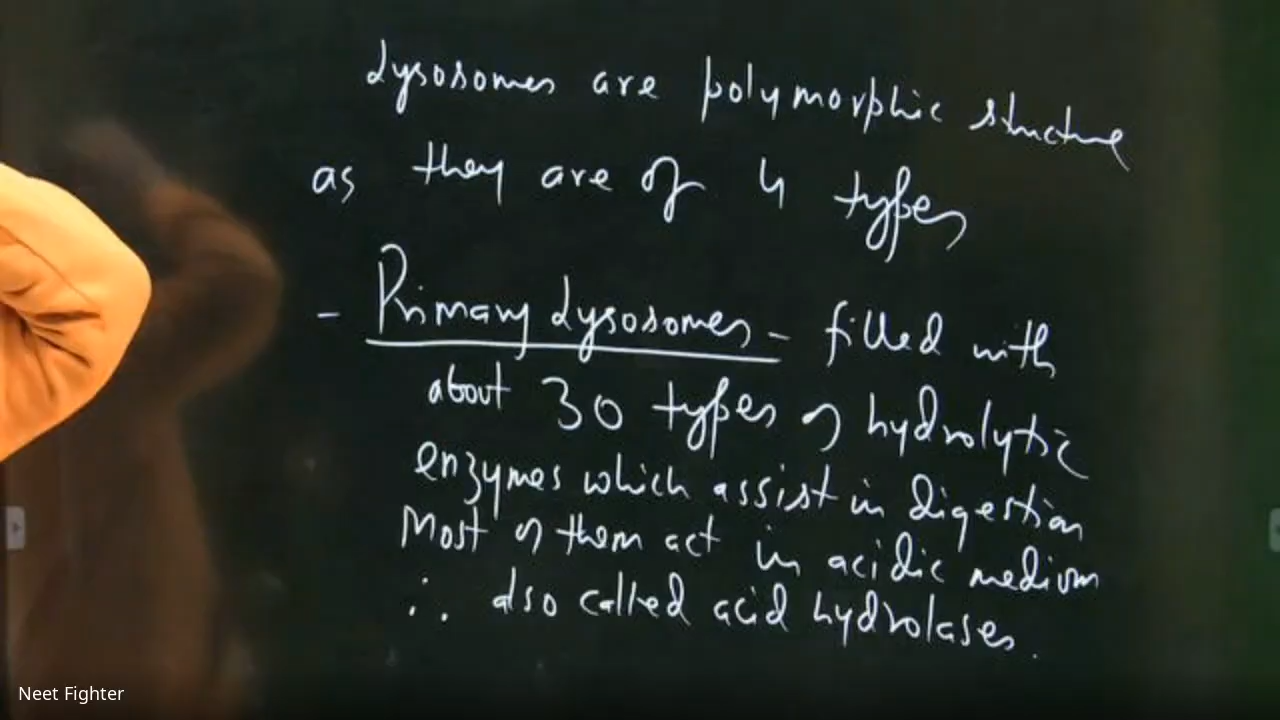 Lysosomes are polymorphic structure
as they are of 4 types
- Primary Lysosomes - filled with
about 30 types of hydrolytic
enzymes which assist in digestion
Most of them act in acidic medium
∴ also called acid hydrolases.
Neet Fighter